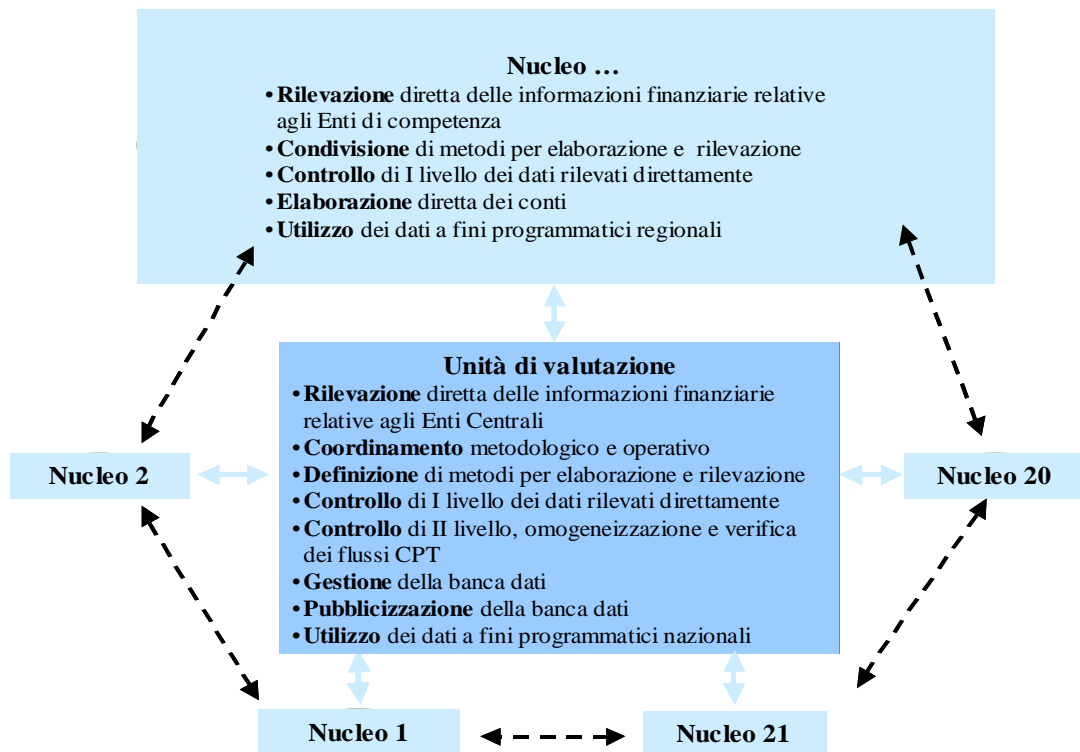 Nucleo …
• Rilevazione diretta delle informazioni finanziarie relative
agli Enti di competenza
• Condivisione di metodi per elaborazione e rilevazione
• Controllo di I livello dei dati rilevati direttamente
• Elaborazione diretta dei conti
• Utilizzo dei dati a fini programmatici regionali
Unità di valutazione
• Rilevazione diretta delle informazioni finanziarie
relative agli Enti Centrali
• Coordinamento metodologico e operativo
• Definizione di metodi per elaborazione e rilevazione
• Controllo di I livello dei dati rilevati direttamente
• Controllo di II livello, omogeneizzazione e verifica
dei flussi CPT
• Gestione della banca dati
• Pubblicizzazione della banca dati
• Utilizzo dei dati a fini programmatici nazionali
Nucleo 2
Nucleo 20
Nucleo 1
Nucleo 21